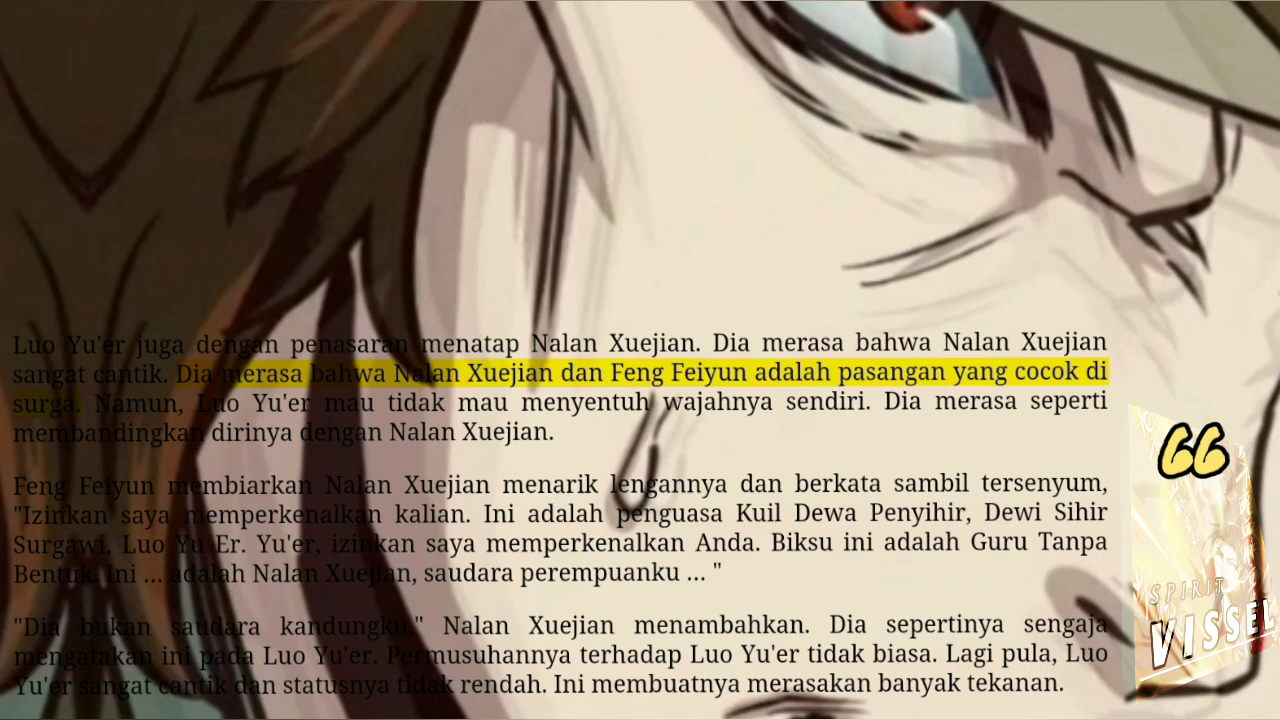 Luo Yu'er juga dengan penasaran menatap Nalan Xuejian. Dia merasa bahwa Nalan Xuejian
sangat cantik. Dia merasa bahwa Nalan Xuejian dan Feng Feiyun adalah pasangan yang cocok di
surga. Namun, Luo Yu'er mau tidak mau menyentuh wajahnya sendiri. Dia merasa seperti
membandingkan dirinya dengan Nalan Xuejian.
Feng Feiyun membiarkan Nalan Xuejian menarik lengannya dan berkata sambil tersenyum,
"Izinkan saya memperkenalkan kalian. Ini adalah penguasa Kuil Dewa Penyihir, Dewi Sihir
Surgawi, Luo Yu Er. Yu'er, izinkan saya memperkenalkan Anda. Biksu ini adalah Guru Tanpa
Bentuk. Ini ... adalah Nalan Xuejian, saudara perempuanku ... "
"Dia bukan saudara kandungku." Nalan Xuejian menambahkan. Dia sepertinya sengaja
mengatakan ini pada Luo Yu'er. Permusuhannya terhadap Luo Yu'er tidak biasa. Lagi pula, Luo
Yu'er sangat cantik dan statusnya tidak rendah. Ini membuatnya merasakan banyak tekanan.
66
SPIRIT
VISSEL